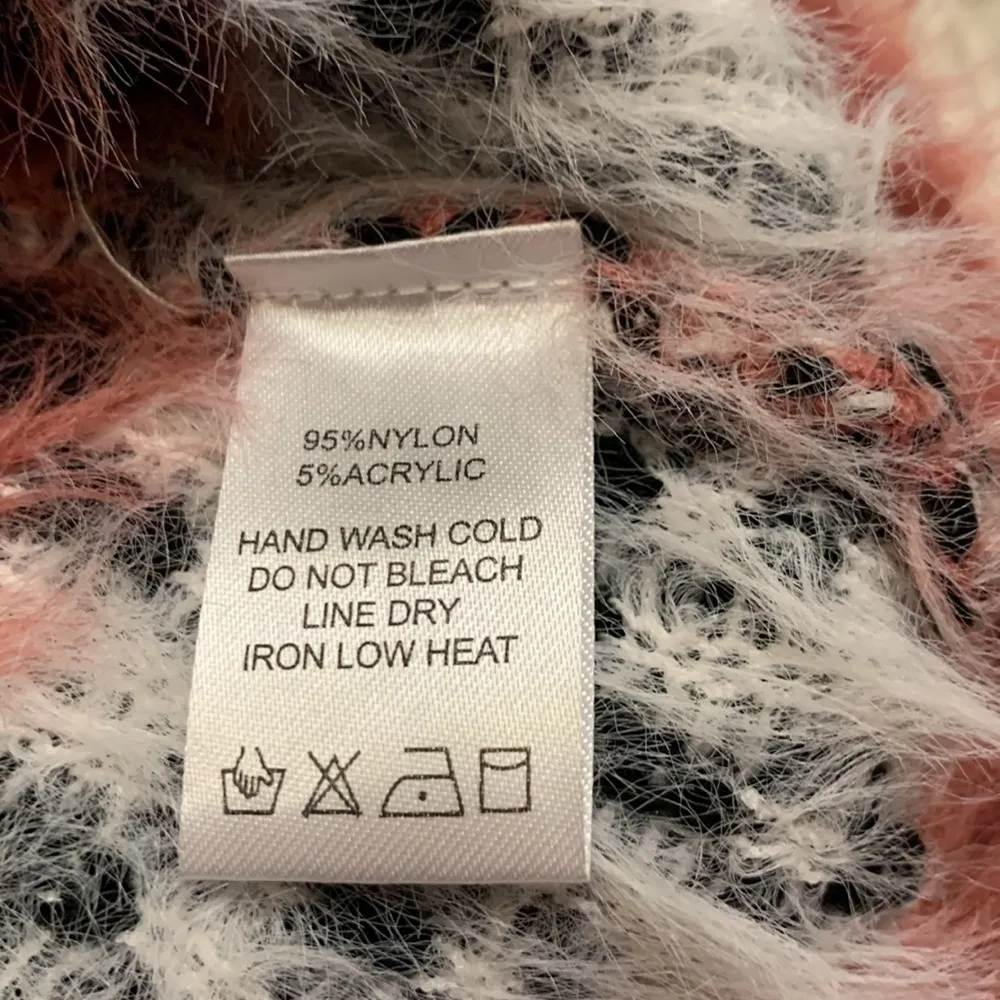 95%NYLON
5%ACRYLIC
HAND WASH COLD
DO NOT BLEACH
LINE DRY
IRON LOW HEAT